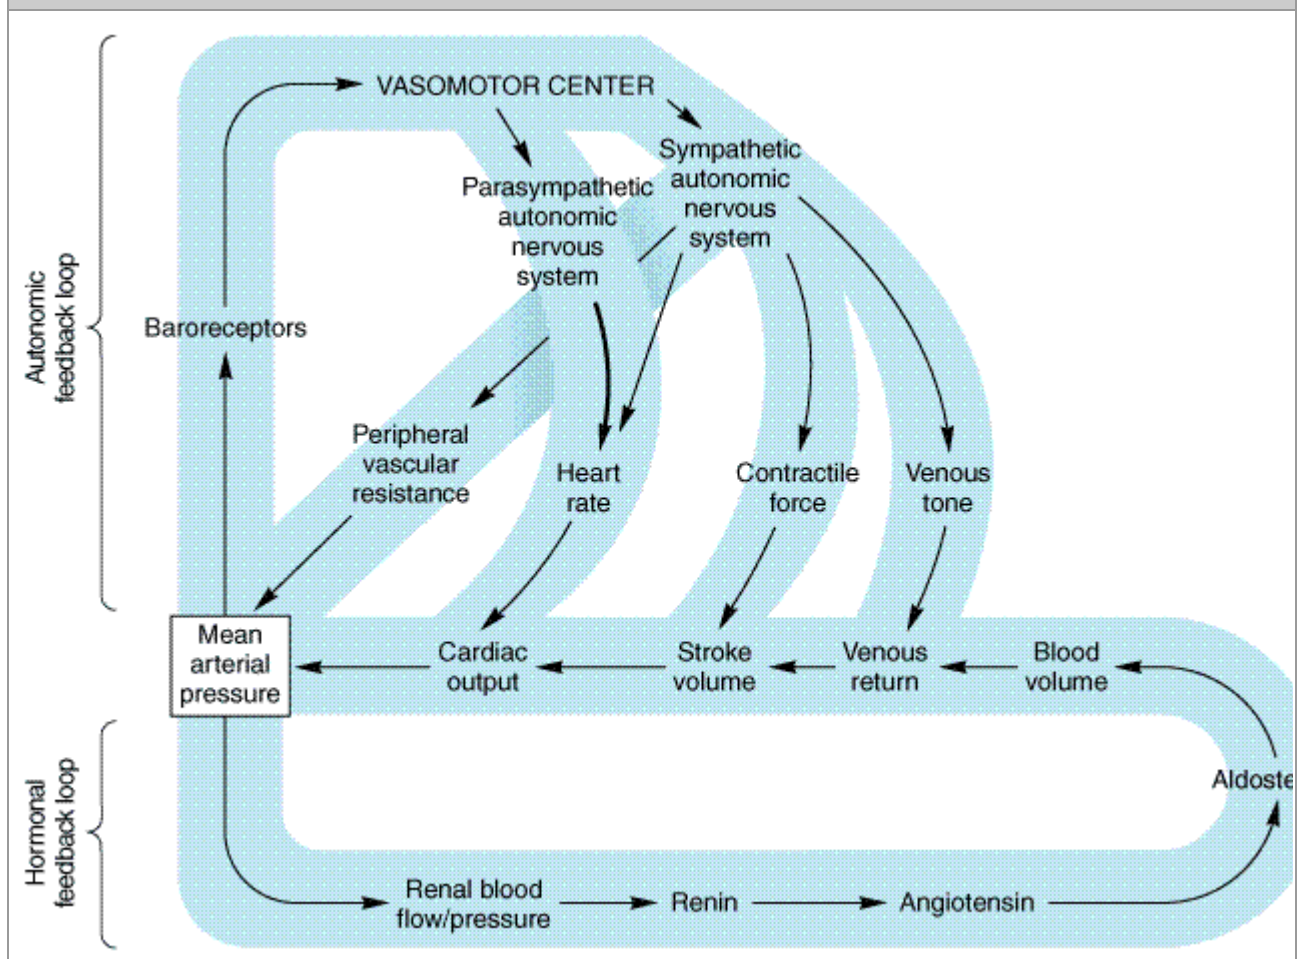 VASOMOTOR CENTER
Sympathetic
autonomic
nervous
system
Parasympathetic
autonomic
nervous
system
Autonomic
feedback loop
Baroreceptors
Peripheral
vascular
resistance
Heart
rate
Contractile
force
Venous
tone
Mean
arterial
pressure
Cardiac
output
Stroke
volume
Venous
return
Blood
volume
Hormonal
feedback loop
Aldoste
Renal blood
flow/pressure
Renin
Angiotensin